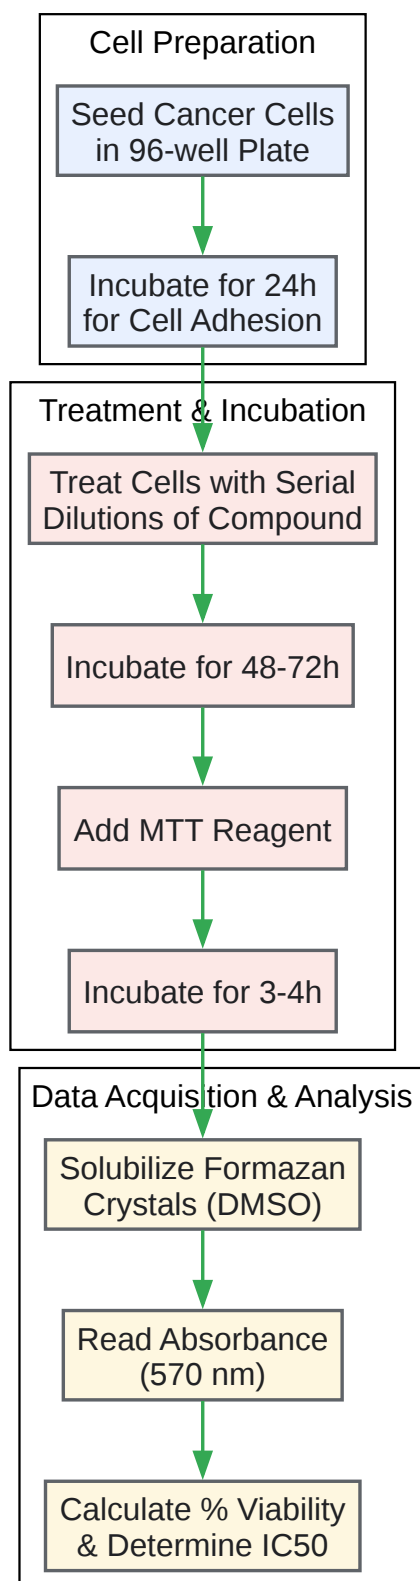 Cell Preparation
Seed Cancer Cells
in 96-well Plate
Incubate for 24h
for Cell Adhesion
Treatment & Incubation
Treat Cells with Serial
Dilutions of Compound
Incubate for 48-72h
Add MTT Reagent
Incubate for 3-4h
Data Acquisition & Analysis
Solubilize Formazan
Crystals (DMSO)
Read Absorbance
(570 nm)
Calculate % Viability
& Determine IC50